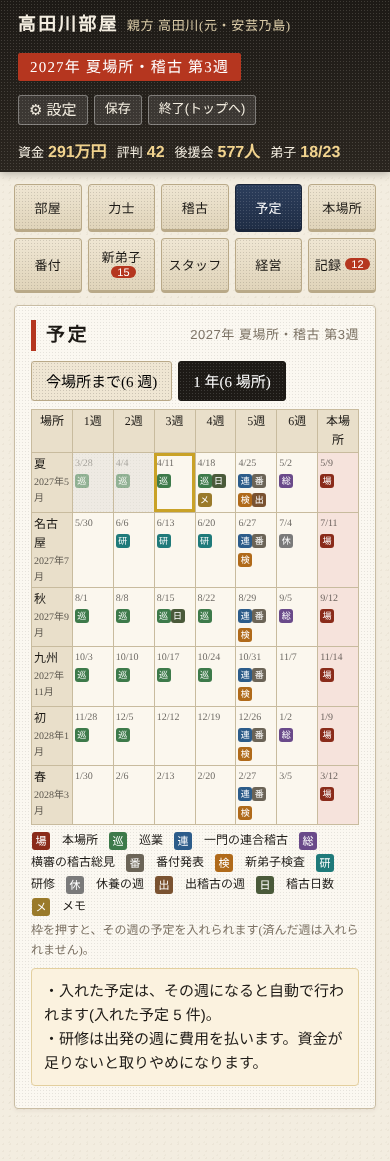 高田川部屋 親方 高田川(元・安芸乃島)
2027年 夏場所・稽古 第3週
⚙ 設定 保存 終了(トップへ)
資金 291万円 評判 42 後援会 577人 弟子 18/23
部屋 力士 稽古 予定 本場所
番付 新弟子 15 スタッフ 経営 記録 12
予定 2027年 夏場所・稽古 第3週
今場所まで(6 週) 1 年(6 場所)
場所 1週 2週 3週 4週 5週 6週 本場所
夏 2027年5月 3/28 巡 4/4 巡 4/11 巡 4/18 巡 日 メ 4/25 連 番 検 出 5/2 総 5/9 場
名古屋 2027年7月 5/30 6/6 研 6/13 研 6/20 研 6/27 連 番 検 7/4 休 7/11 場
秋 2027年9月 8/1 巡 8/8 巡 8/15 巡 日 8/22 巡 8/29 連 番 検 9/5 総 9/12 場
九州 2027年11月 10/3 巡 10/10 巡 10/17 巡 10/24 巡 10/31 連 番 検 11/7 11/14 場
初 2028年1月 11/28 巡 12/5 巡 12/12 12/19 12/26 連 番 検 1/2 総 1/9 場
春 2028年3月 1/30 2/6 2/13 2/20 2/27 連 番 検 3/5 3/12 場
場 本場所 巡 巡業 連 一門の連合稽古 総
横審の稽古総見 番 番付発表 検 新弟子検査 研
研修 休 休養の週 出 出稽古の週 日 稽古日数
メ メモ
枠を押すと、その週の予定を入れられます(済んだ週は入れら
れません)。
・入れた予定は、その週になると自動で行わ
れます(入れた予定 5 件)。
・研修は出発の週に費用を払います。資金が
足りないと取りやめになります。